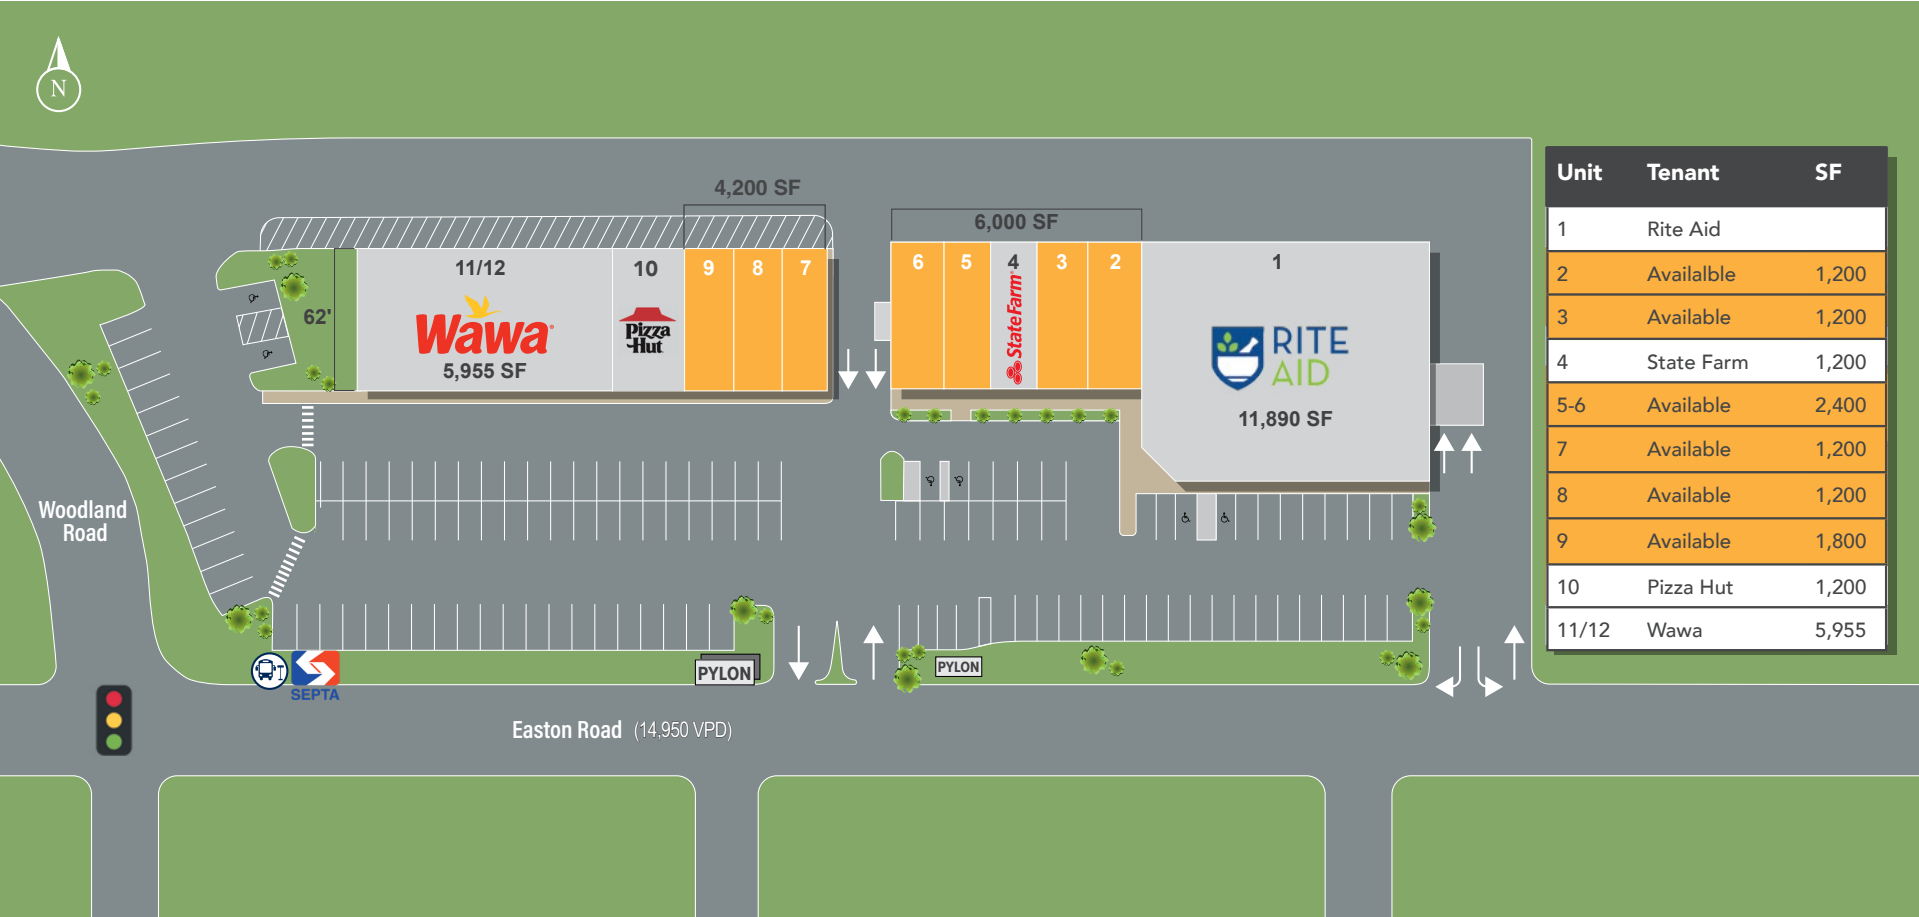 N
4,200 SF
6,000 SF
11/12
10
9
8
7
6
5
4
3
2
1
62'
Wawa
5,955 SF
Pizza
Hut
StateFarm
RITE
AID
11,890 SF
Woodland
Road
PYLON
PYLON
SEPTA
Easton Road (14,950 VPD)
Unit Tenant SF
1 Rite Aid
2 Availalble 1,200
3 Available 1,200
4 State Farm 1,200
5-6 Available 2,400
7 Available 1,200
8 Available 1,200
9 Available 1,800
10 Pizza Hut 1,200
11/12 Wawa 5,955